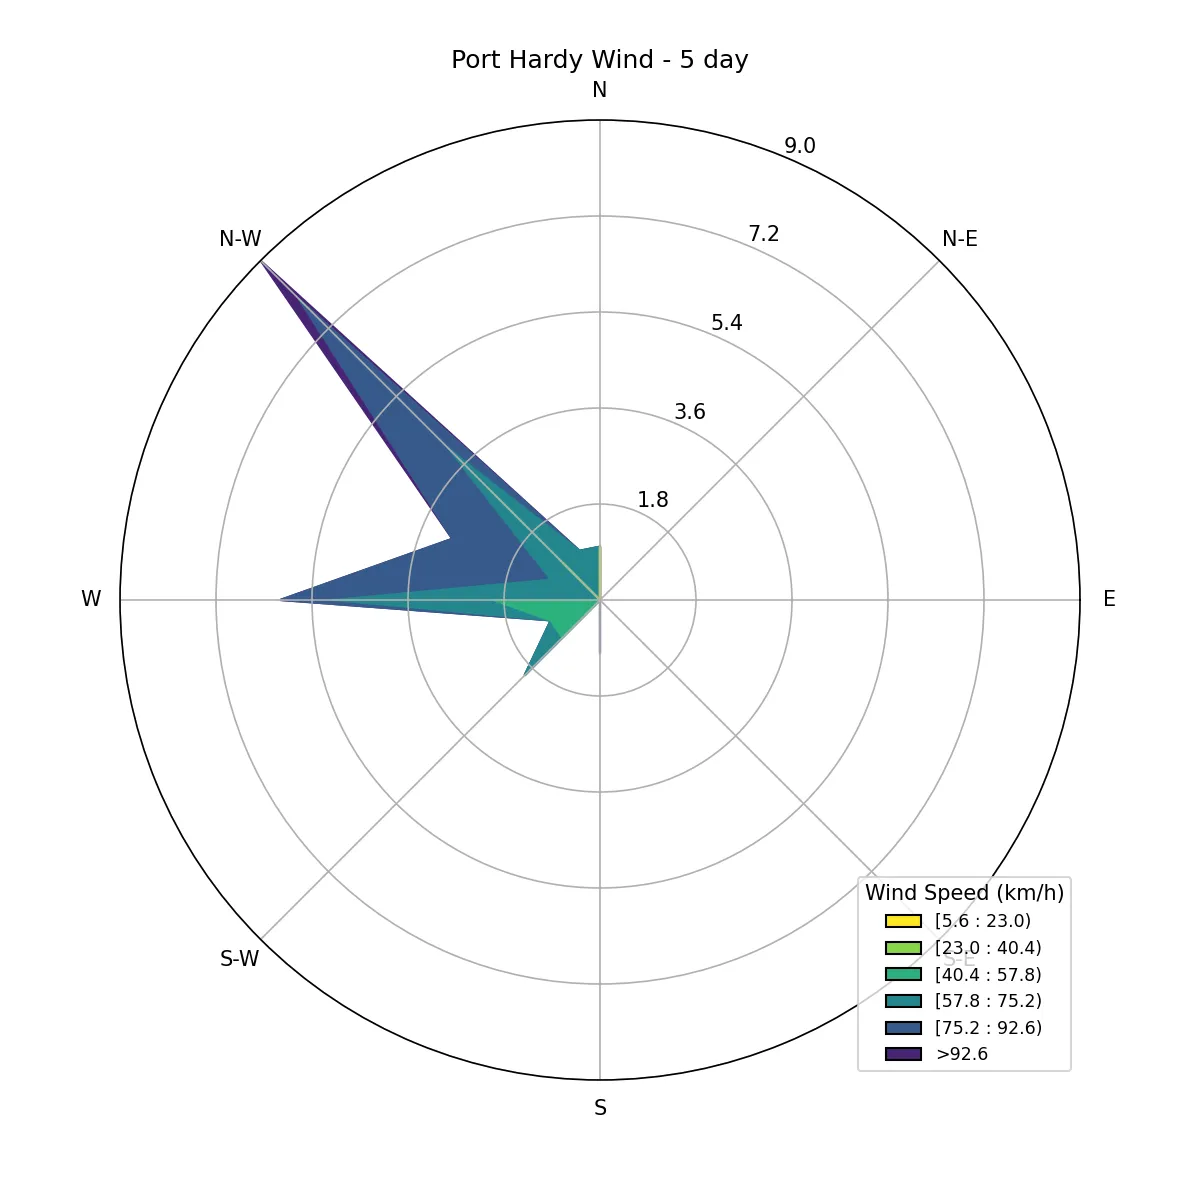 Port Hardy Wind - 5 day
N
9.0
N-W
N-E
7.2
5.4
3.6
1.8
W
E
S-W
S-E
S
Wind Speed (km/h)
[5.6 : 23.0)
[23.0 : 40.4)
[40.4 : 57.8)
[57.8 : 75.2)
[75.2 : 92.6)
>92.6